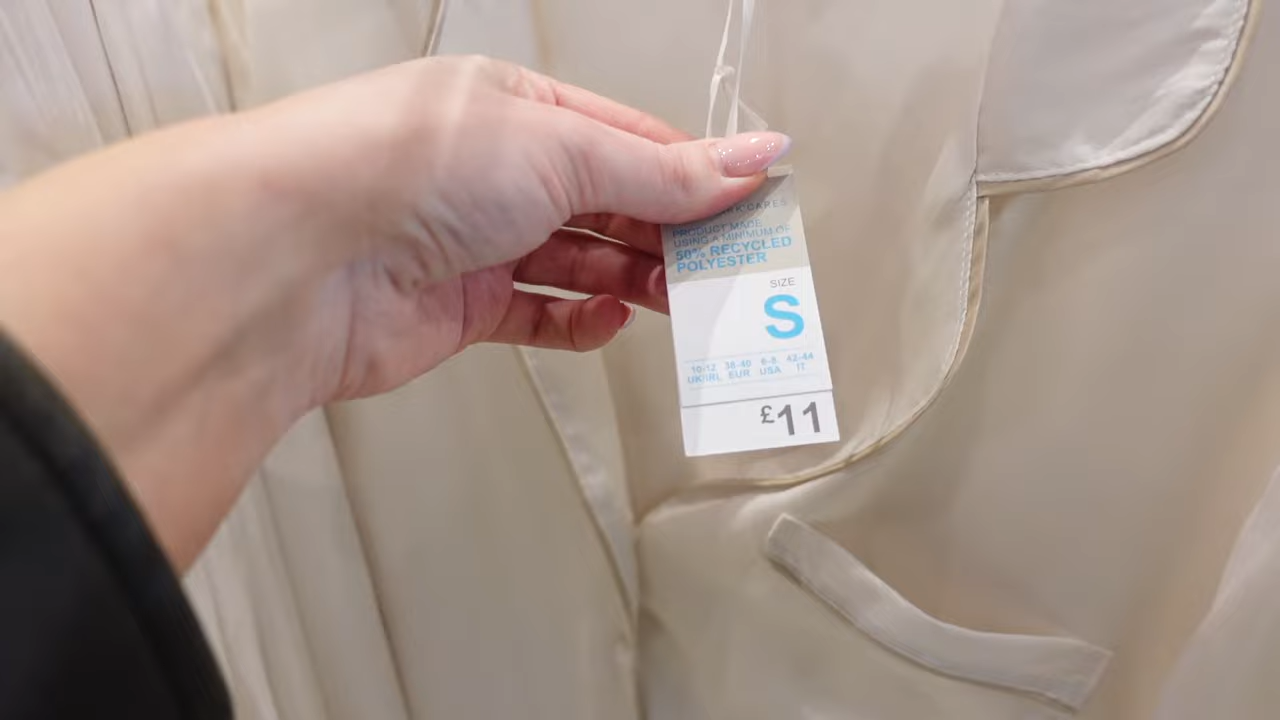 CARES
PRODUCT MADE
USING A MINIMUM OF
50% RECYCLED
POLYESTER
SIZE
S
10-12 38-40 6-8 42-44
UK/IRL EUR USA IT
£11